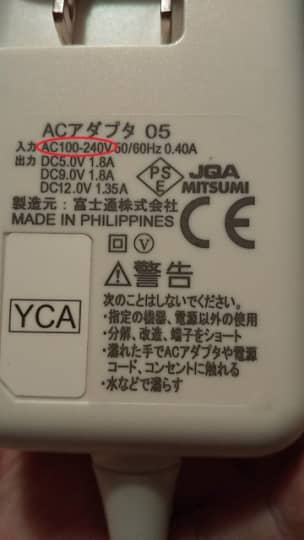 ACアダプタ 05
入力 AC100-240V 50/60Hz 0.40A
出力 DC5.0V 1.8A
DC9.0V 1.8A
DC12.0V 1.35A
PSE
JQA
MITSUMI
製造元：富士通株式会社
MADE IN PHILIPPINES
CE
V
警告
YCA
次のことはしないでください。
・指定の機器、電源以外の使用
・分解、改造、端子をショート
・濡れた手でACアダプタや電源
コード、コンセントに触れる
・水などで濡らす